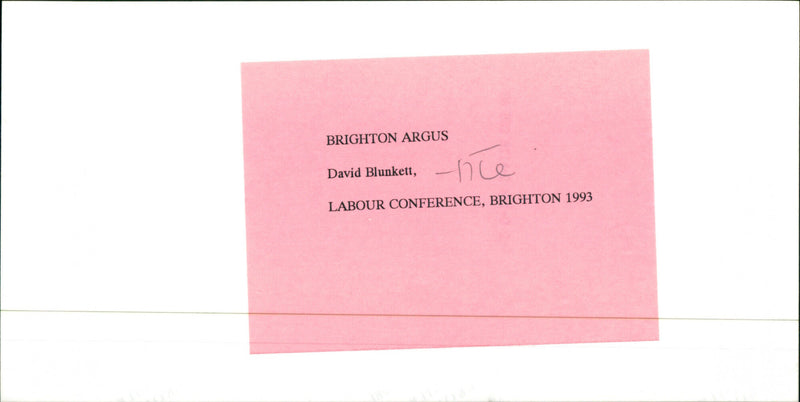 BRIGHTON ARGUS
David Blunkett,
LABOUR CONFERENCE, BRIGHTON 1993